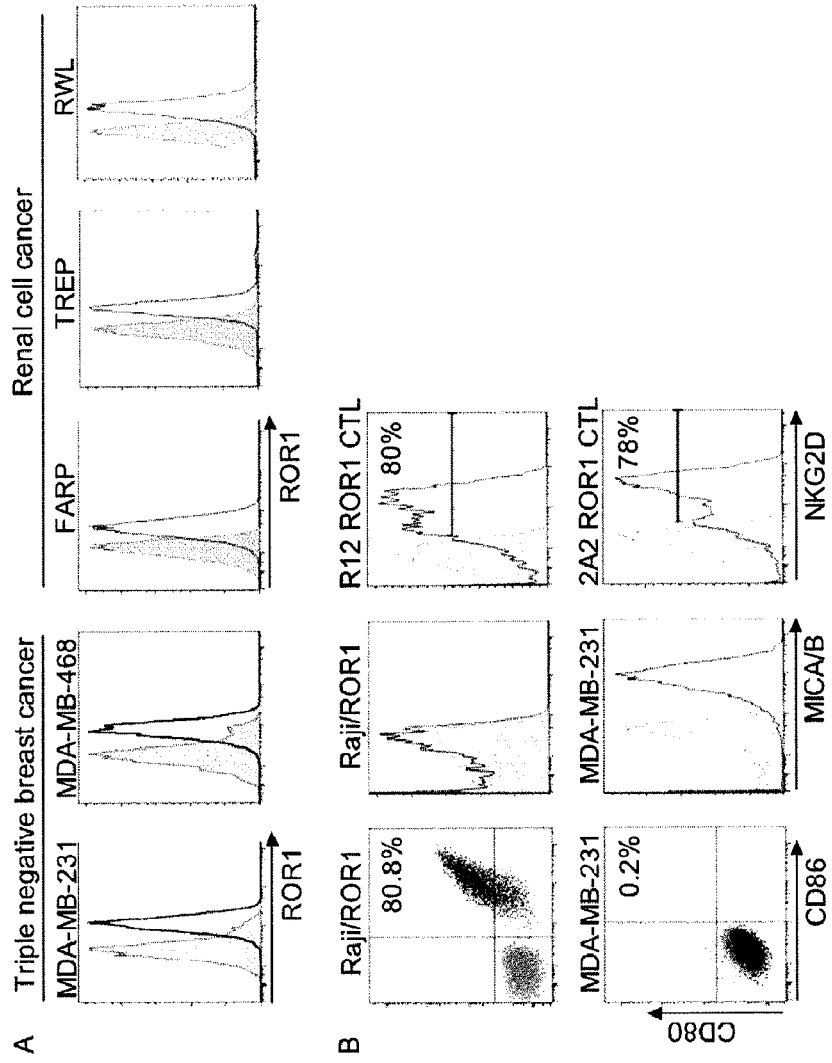 A
Triple negative breast cancer
Renal cell cancer
MDA-MB-231
MDA-MB-468
FARP
TREP
RWL
ROR1
ROR1
B
Raji/ROR1
Raji/ROR1
R12 ROR1 CTL
80.8%
80%
MDA-MB-231
MDA-MB-231
2A2 ROR1 CTL
0.2%
78%
CD80
CD86
MICA/B
NKG2D